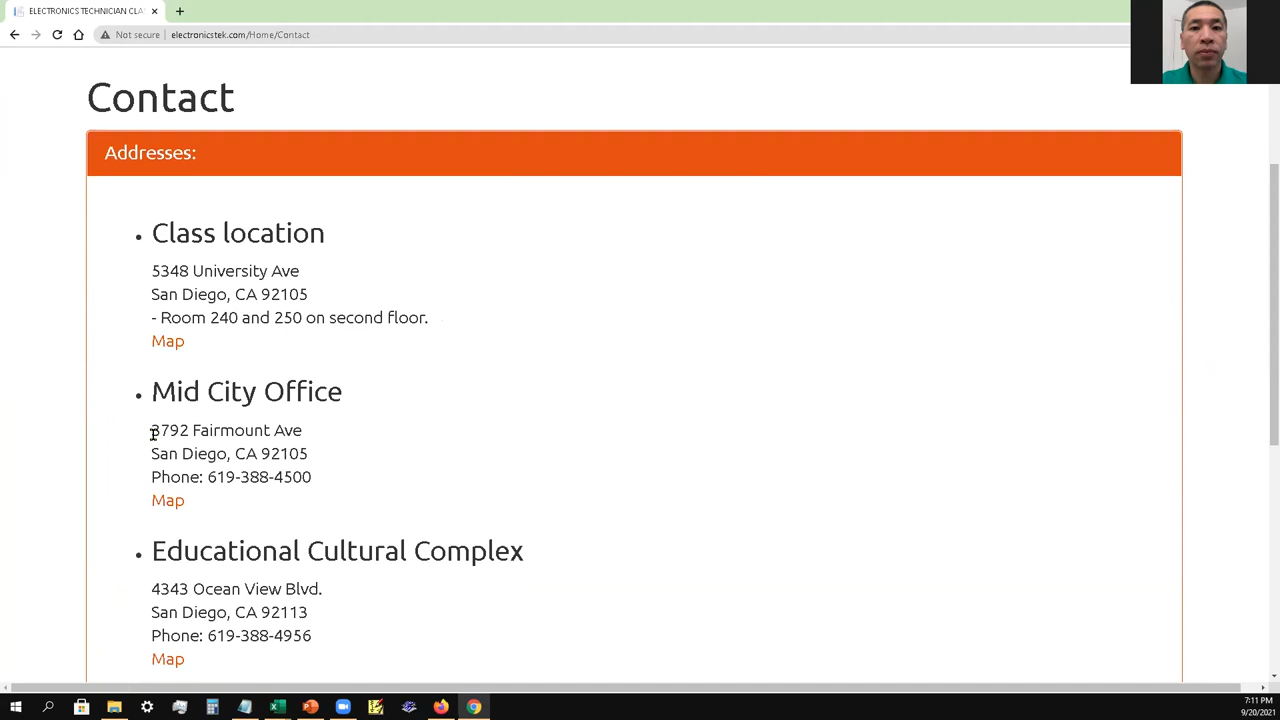 ELECTRONICS TECHNICIAN CLA
Not secure
electronicstek.com/Home/Contact
Contact
Addresses:
Class location
5348 University Ave
San Diego, CA 92105
- Room 240 and 250 on second floor.
Map
Mid City Office
3792 Fairmount Ave
San Diego, CA 92105
Phone: 619-388-4500
Map
Educational Cultural Complex
4343 Ocean View Blvd.
San Diego, CA 92113
Phone: 619-388-4956
Map
7:11 PM
9/20/2021